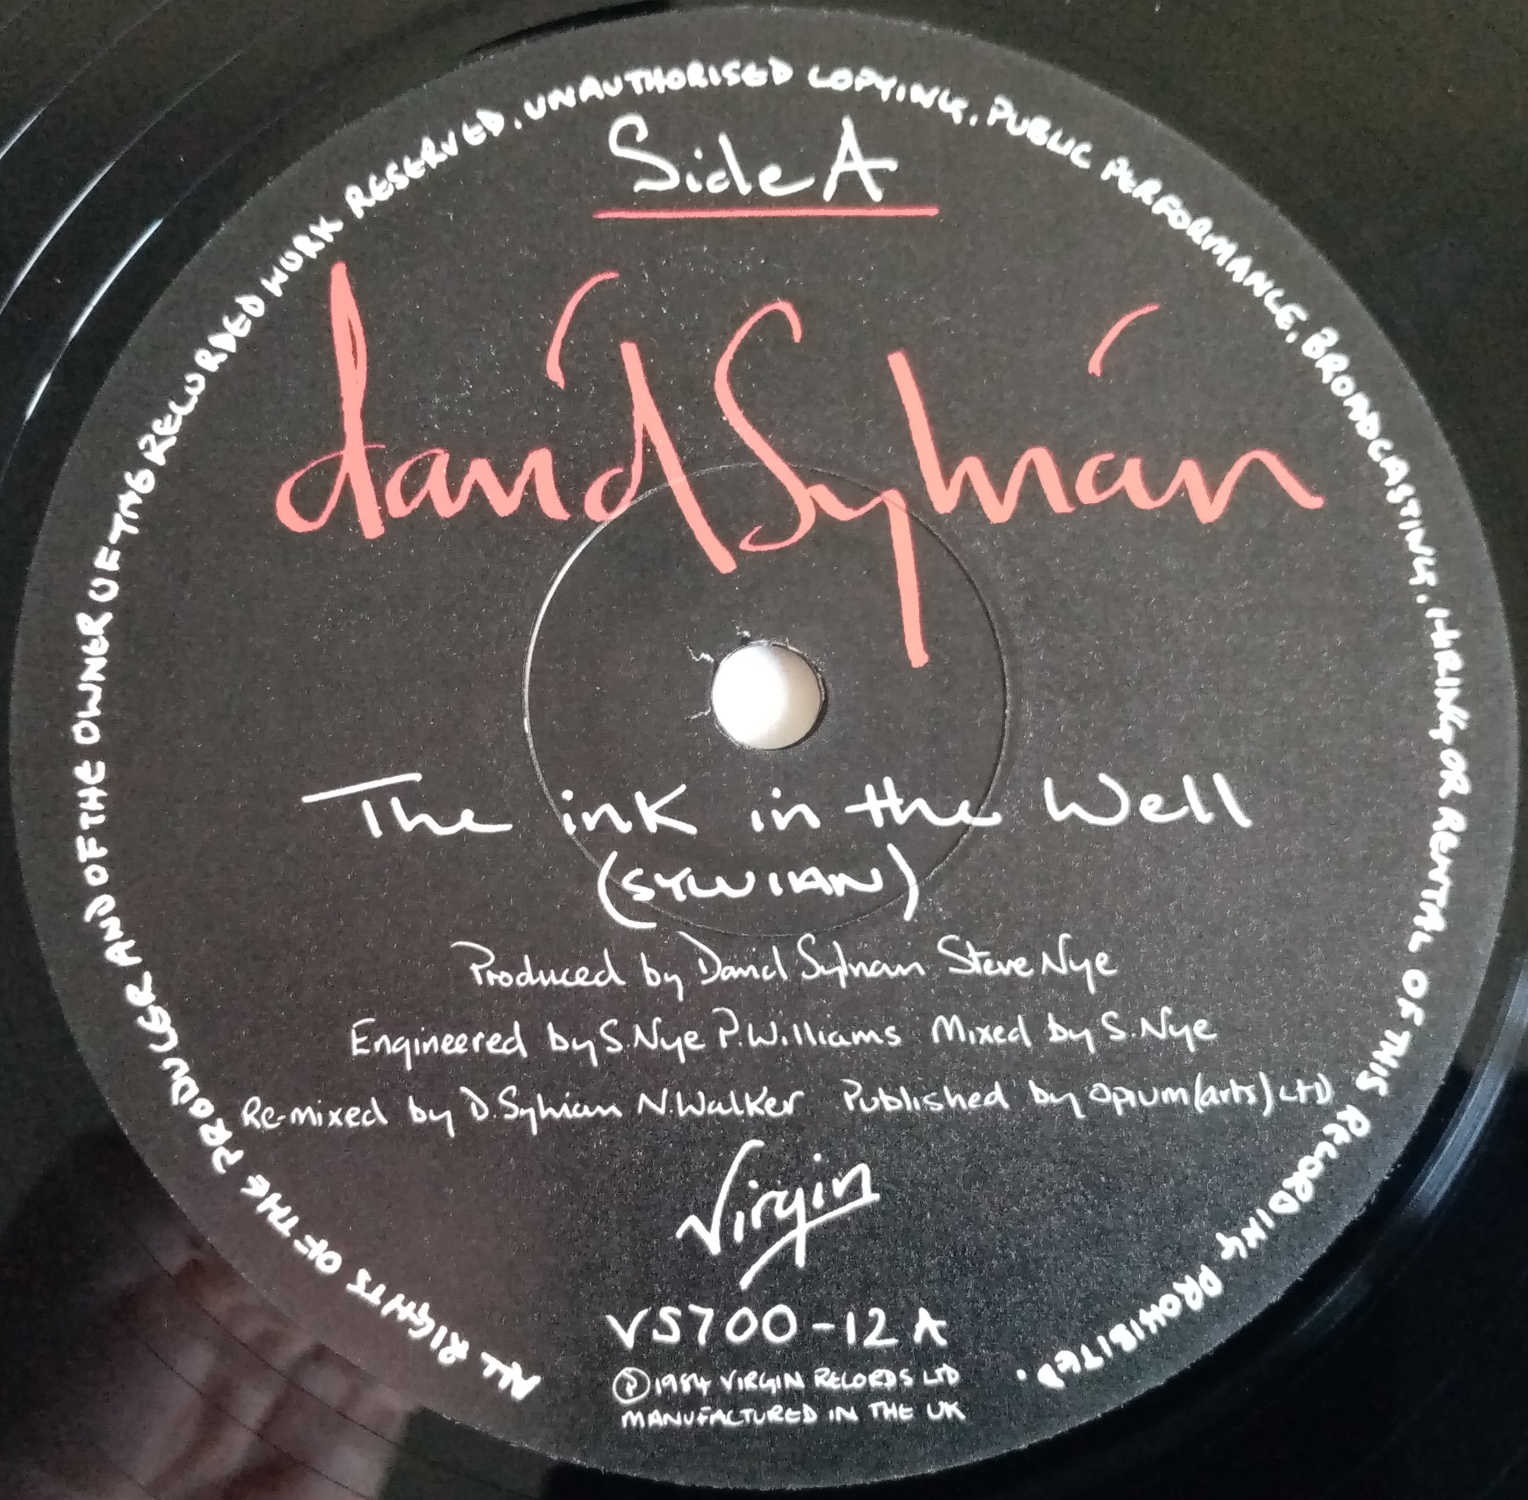 Side A
david Sylvian
The ink in the Well
(SYLVIAN)
Produced by David Sylvian Steve Nye
Engineered by S. Nye P. Williams Mixed by S. Nye
Re-mixed by D. Sylvian N. Walker Published by opium (arts) LTD
Virgin
VS700-12 A
Ⓟ 1984 VIRGIN RECORDS LTD
MANUFACTURED IN THE UK
ALL RIGHTS OF THE PRODUCER AND OF THE OWNER OF THE RECORDED WORK RESERVED. UNAUTHORISED COPYING, PUBLIC PERFORMANCE, BROADCASTING, HIRING OR RENTAL OF THIS RECORDING PROHIBITED.